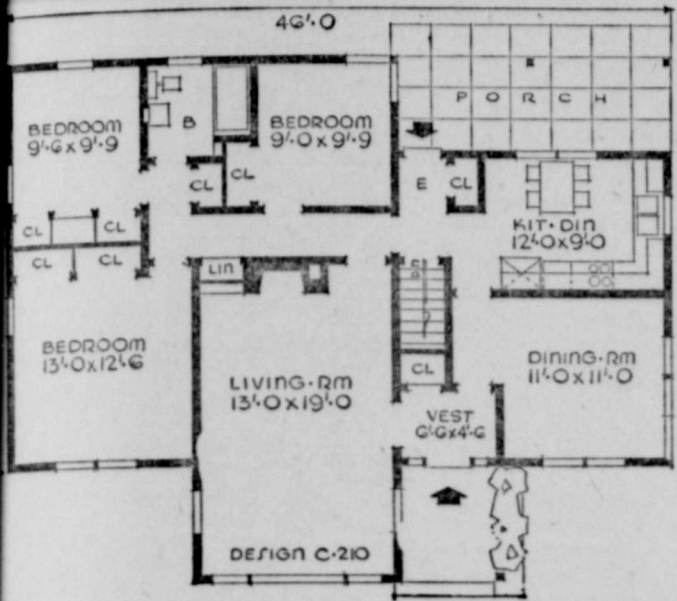 46'-0
PORCH
BEDROOM
9'-6 x 9'-9
B
BEDROOM
9'-0 x 9'-9
E
CL
CL
CL
KIT-DIN
12'-0 x 9'-0
CL
CL
CL
CL
LIN
BEDROOM
13'-0 x 12'-6
CL
LIVING-RM
13'-0 x 19'-0
DINING-RM
11'-0 x 11'-0
VEST
6'-6 x 4'-6
DESIGN C-210